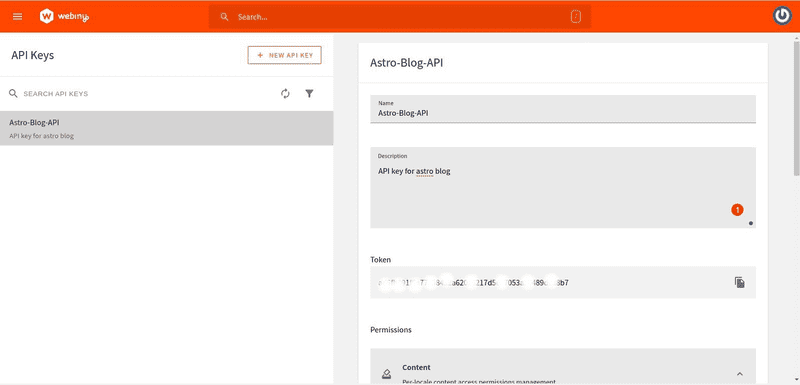 webiny
Search...
/
API Keys
+ NEW API KEY
SEARCH API KEYS
Astro-Blog-API
API key for astro blog
Astro-Blog-API
Name
Astro-Blog-API
Description
API key for astro blog
1
Token
Permissions
Content
Per-locale content access permissions management.